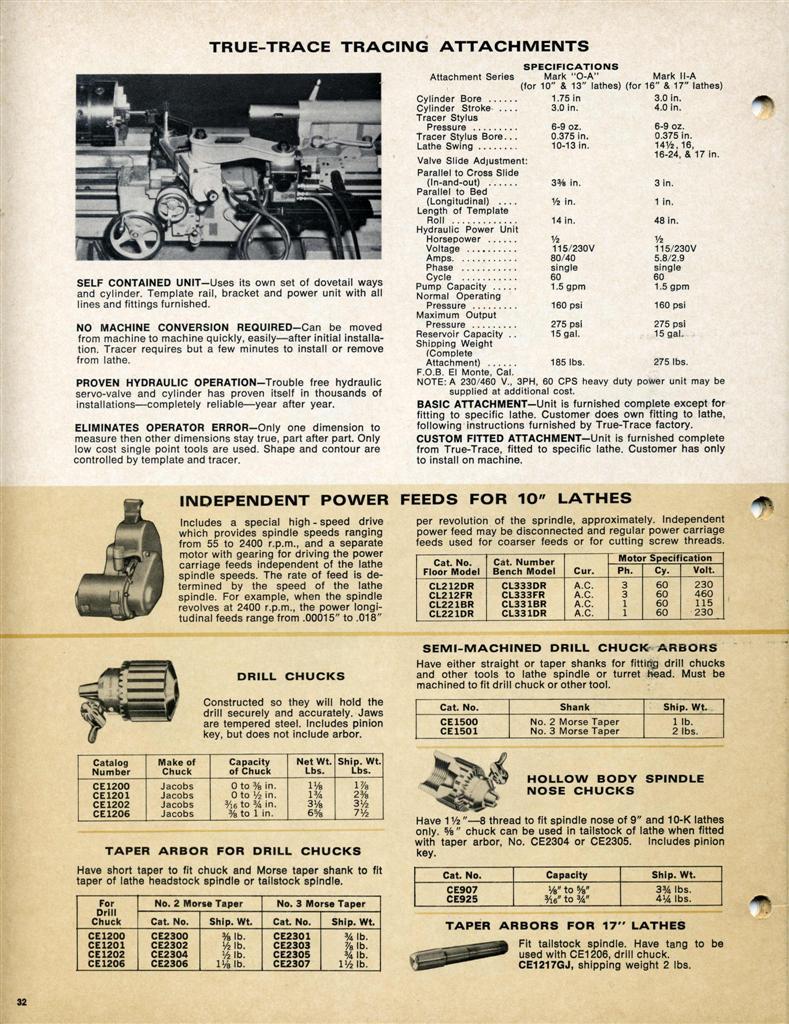 TRUE-TRACE TRACING ATTACHMENTS
SPECIFICATIONS
Attachment Series Mark "O-A" Mark II-A
(for 10" & 13" lathes) (for 16" & 17" lathes)
Cylinder Bore ...... 1.75 in 3.0 in.
Cylinder Stroke .... 3.0 in. 4.0 in.
Tracer Stylus
Pressure ......... 6-9 oz. 6-9 oz.
Tracer Stylus Bore... 0.375 in. 0.375 in.
Lathe Swing ........ 10-13 in. 14½, 16,
16-24, & 17 in.
Valve Slide Adjustment:
Parallel to Cross Slide
(In-and-out) ...... 3⅜ in. 3 in.
Parallel to Bed
(Longitudinal) .... ½ in. 1 in.
Length of Template
Roll ............. 14 in. 48 in.
Hydraulic Power Unit
Horsepower ...... ½ ½
Voltage .......... 115/230V 115/230V
Amps. ........... 80/40 5.8/2.9
Phase ........... single single
Cycle ........... 60 60
Pump Capacity ..... 1.5 gpm 1.5 gpm
Normal Operating
Pressure ......... 160 psi 160 psi
Maximum Output
Pressure ......... 275 psi 275 psi
Reservoir Capacity .. 15 gal. 15 gal.
Shipping Weight
(Complete
Attachment) ...... 185 lbs. 275 lbs.
F.O.B. El Monte, Cal.
NOTE: A 230/460 V., 3PH, 60 CPS heavy duty power unit may be
supplied at additional cost.
BASIC ATTACHMENT—Unit is furnished complete except for
fitting to specific lathe. Customer does own fitting to lathe,
following instructions furnished by True-Trace factory.
CUSTOM FITTED ATTACHMENT—Unit is furnished complete
from True-Trace, fitted to specific lathe. Customer has only
to install on machine.
SELF CONTAINED UNIT—Uses its own set of dovetail ways
and cylinder. Template rail, bracket and power unit with all
lines and fittings furnished.
NO MACHINE CONVERSION REQUIRED—Can be moved
from machine to machine quickly, easily—after initial installa-
tion. Tracer requires but a few minutes to install or remove
from lathe.
PROVEN HYDRAULIC OPERATION—Trouble free hydraulic
servo-valve and cylinder has proven itself in thousands of
installations—completely reliable—year after year.
ELIMINATES OPERATOR ERROR—Only one dimension to
measure then other dimensions stay true, part after part. Only
low cost single point tools are used. Shape and contour are
controlled by template and tracer.
INDEPENDENT POWER FEEDS FOR 10" LATHES
Includes a special high-speed drive
which provides spindle speeds ranging
from 55 to 2400 r.p.m., and a separate
motor with gearing for driving the power
carriage feeds independent of the lathe
spindle speeds. The rate of feed is de-
termined by the speed of the lathe
spindle. For example, when the spindle
revolves at 2400 r.p.m., the power longi-
tudinal feeds range from .00015" to .018"
per revolution of the sprindle, approximately. Independent
power feed may be disconnected and regular power carriage
feeds used for coarser feeds or for cutting screw threads.
Cat. No. Cat. Number Cur. Motor Specification
Floor Model Bench Model Ph. Cy. Volt.
CL212DR CL333DR A.C. 3 60 230
CL212FR CL333FR A.C. 3 60 460
CL221BR CL331BR A.C. 1 60 115
CL221DR CL331DR A.C. 1 60 230
DRILL CHUCKS
Constructed so they will hold the
drill securely and accurately. Jaws
are tempered steel. Includes pinion
key, but does not include arbor.
Catalog Make of Capacity Net Wt. Ship. Wt.
Number Chuck of Chuck Lbs. Lbs.
CE1200 Jacobs 0 to ⅜ in. 1⅛ 1⅞
CE1201 Jacobs 0 to ½ in. 1¾ 2⅜
CE1202 Jacobs 3/16 to ¾ in. 3⅛ 3½
CE1206 Jacobs ⅜ to 1 in. 6⅝ 7½
TAPER ARBOR FOR DRILL CHUCKS
Have short taper to fit chuck and Morse taper shank to fit
taper of lathe headstock spindle or tailstock spindle.
For Drill Chuck No. 2 Morse Taper No. 3 Morse Taper
Cat. No. Ship. Wt. Cat. No. Ship. Wt.
CE1200 CE2300 ⅜ lb. CE2301 ¾ lb.
CE1201 CE2302 ½ lb. CE2303 ⅞ lb.
CE1202 CE2304 ½ lb. CE2305 ¾ lb.
CE1206 CE2306 1⅛ lb. CE2307 1½ lb.
SEMI-MACHINED DRILL CHUCK ARBORS
Have either straight or taper shanks for fitting drill chucks
and other tools to lathe spindle or turret head. Must be
machined to fit drill chuck or other tool.
Cat. No. Shank Ship. Wt.
CE1500 No. 2 Morse Taper 1 lb.
CE1501 No. 3 Morse Taper 2 lbs.
HOLLOW BODY SPINDLE
NOSE CHUCKS
Have 1½"—8 thread to fit spindle nose of 9" and 10-K lathes
only. ⅝" chuck can be used in tailstock of lathe when fitted
with taper arbor, No. CE2304 or CE2305. Includes pinion
key.
Cat. No. Capacity Ship. Wt.
CE907 ⅛" to ⅝" 3¾ lbs.
CE925 3/16" to ¾" 4¼ lbs.
TAPER ARBORS FOR 17" LATHES
Fit tailstock spindle. Have tang to be
used with CE1206, drill chuck.
CE1217GJ, shipping weight 2 lbs.
32